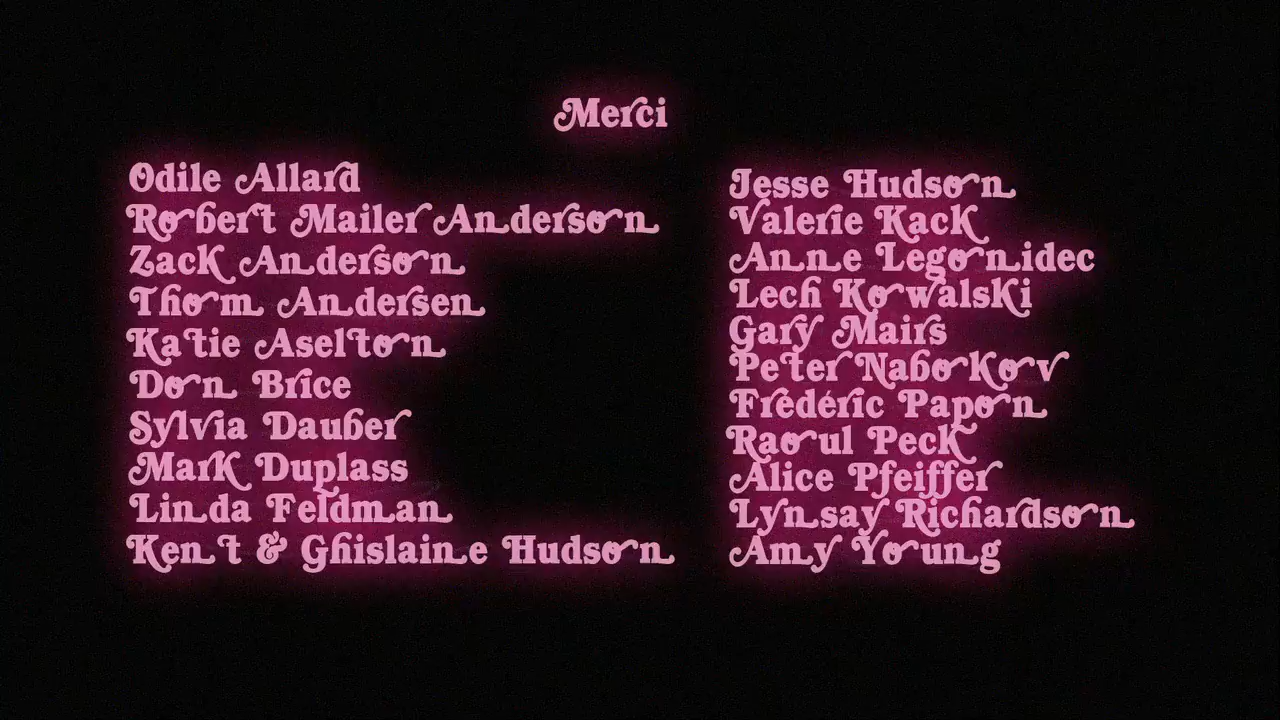 Merci
Odile Allard
Robert Mailer Anderson
Zack Anderson
Thom Andersen
Katie Aselton
Don Brice
Sylvia Dauber
Mark Duplass
Linda Feldman
Kent & Ghislaine Hudson
Jesse Hudson
Valerie Kack
Anne Legonidec
Lech Kowalski
Gary Mairs
Peter Nabokov
Frédéric Papon
Raoul Peck
Alice Pfeiffer
Lynsay Richardson
Amy Young